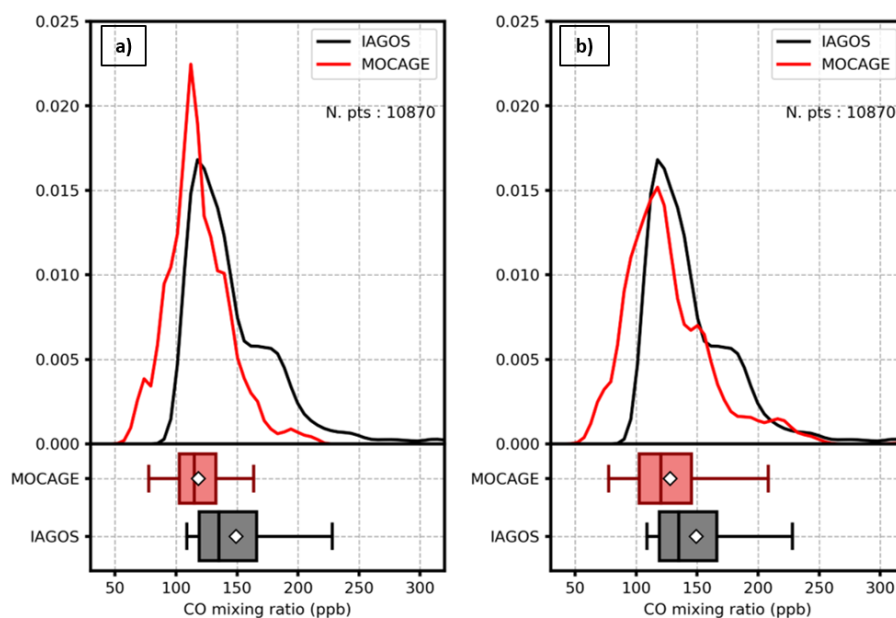 a)
IAGOS
MOCAGE
N. pts : 10870
0.025
0.020
0.015
0.010
0.005
0.000
MOCAGE
IAGOS
50 100 150 200 250 300
CO mixing ratio (ppb)
b)
IAGOS
MOCAGE
N. pts : 10870
0.025
0.020
0.015
0.010
0.005
0.000
MOCAGE
IAGOS
50 100 150 200 250 300
CO mixing ratio (ppb)